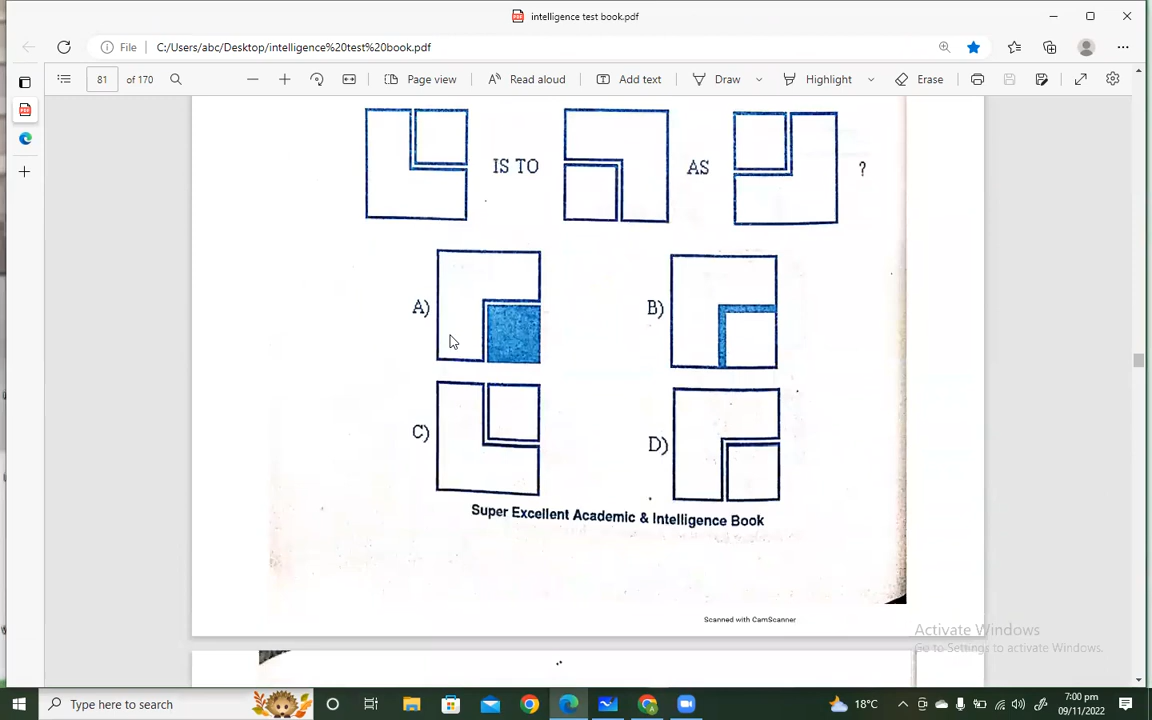 intelligence test book.pdf
File C:/Users/abc/Desktop/intelligence%20test%20book.pdf
81 of 170 Page view Read aloud Add text Draw Highlight Erase
IS TO AS ?
A) B)
C) D)
Super Excellent Academic & Intelligence Book
Scanned with CamScanner
Activate Windows
Go to Settings to activate Windows.
Type here to search 18°C 7:00 pm
09/11/2022